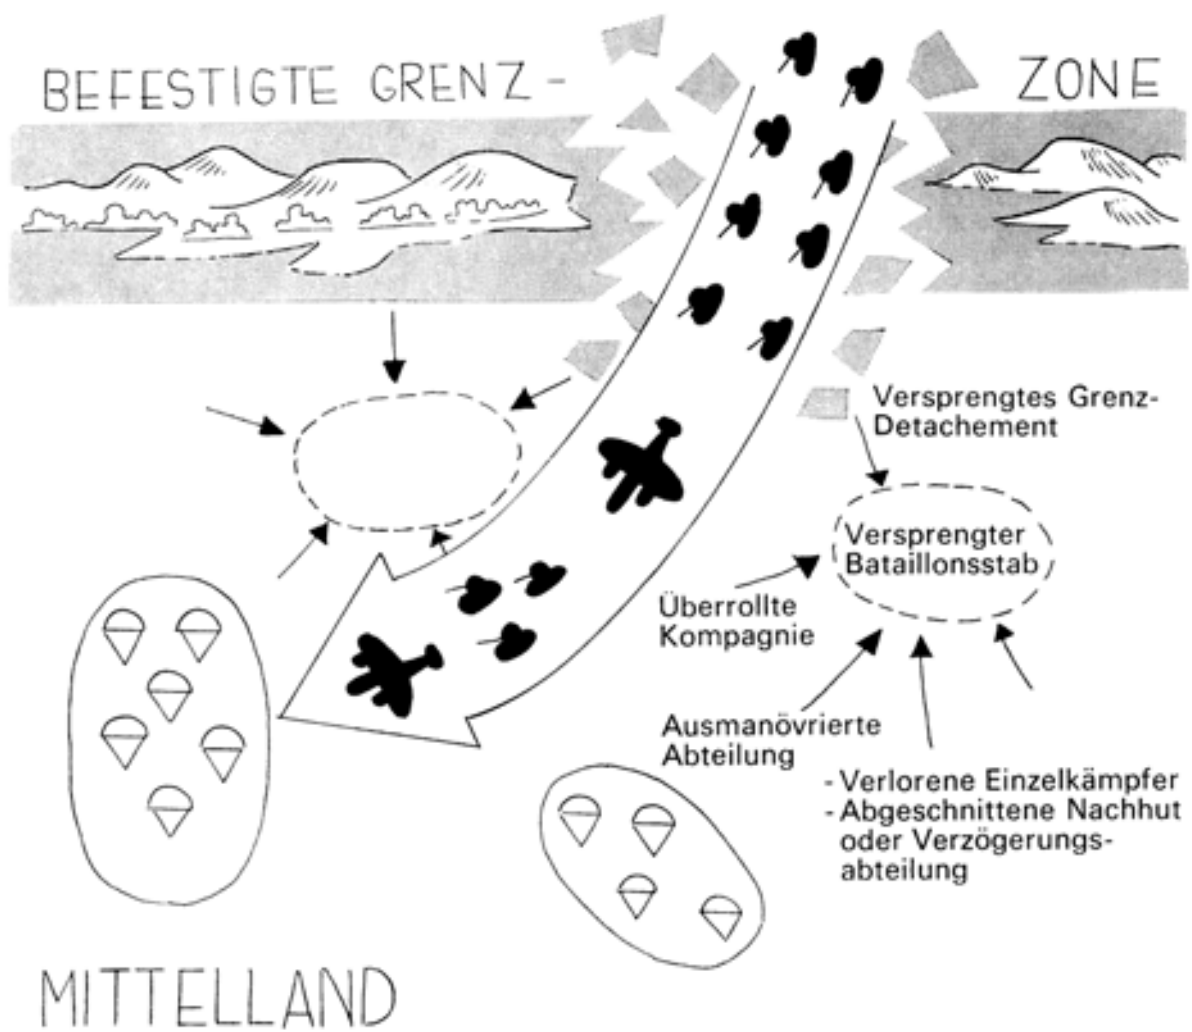 BEFESTIGTE GRENZ-
ZONE
Versprengtes Grenz-
Detachement
Versprengter
Bataillonsstab
Überrollte
Kompagnie
Ausmanövrierte
Abteilung
- Verlorene Einzelkämpfer
- Abgeschnittene Nachhut
oder Verzögerungs-
abteilung
MITTELLAND